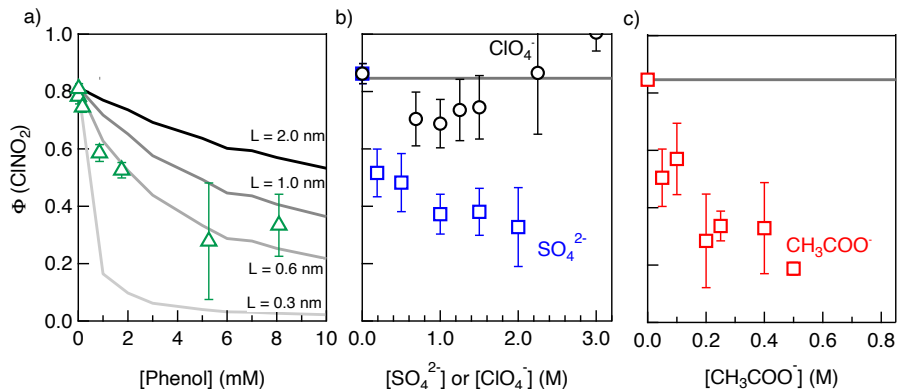 a)
b)
c)
Φ (ClNO₂)
1.0
0.8
0.6
0.4
0.2
0.0
L = 2.0 nm
L = 1.0 nm
L = 0.6 nm
L = 0.3 nm
0 2 4 6 8 10
[Phenol] (mM)
ClO₄⁻
SO₄²⁻
0.0 1.0 2.0 3.0
[SO₄²⁻] or [ClO₄⁻] (M)
CH₃COO⁻
0.0 0.2 0.4 0.6 0.8
[CH₃COO⁻] (M)